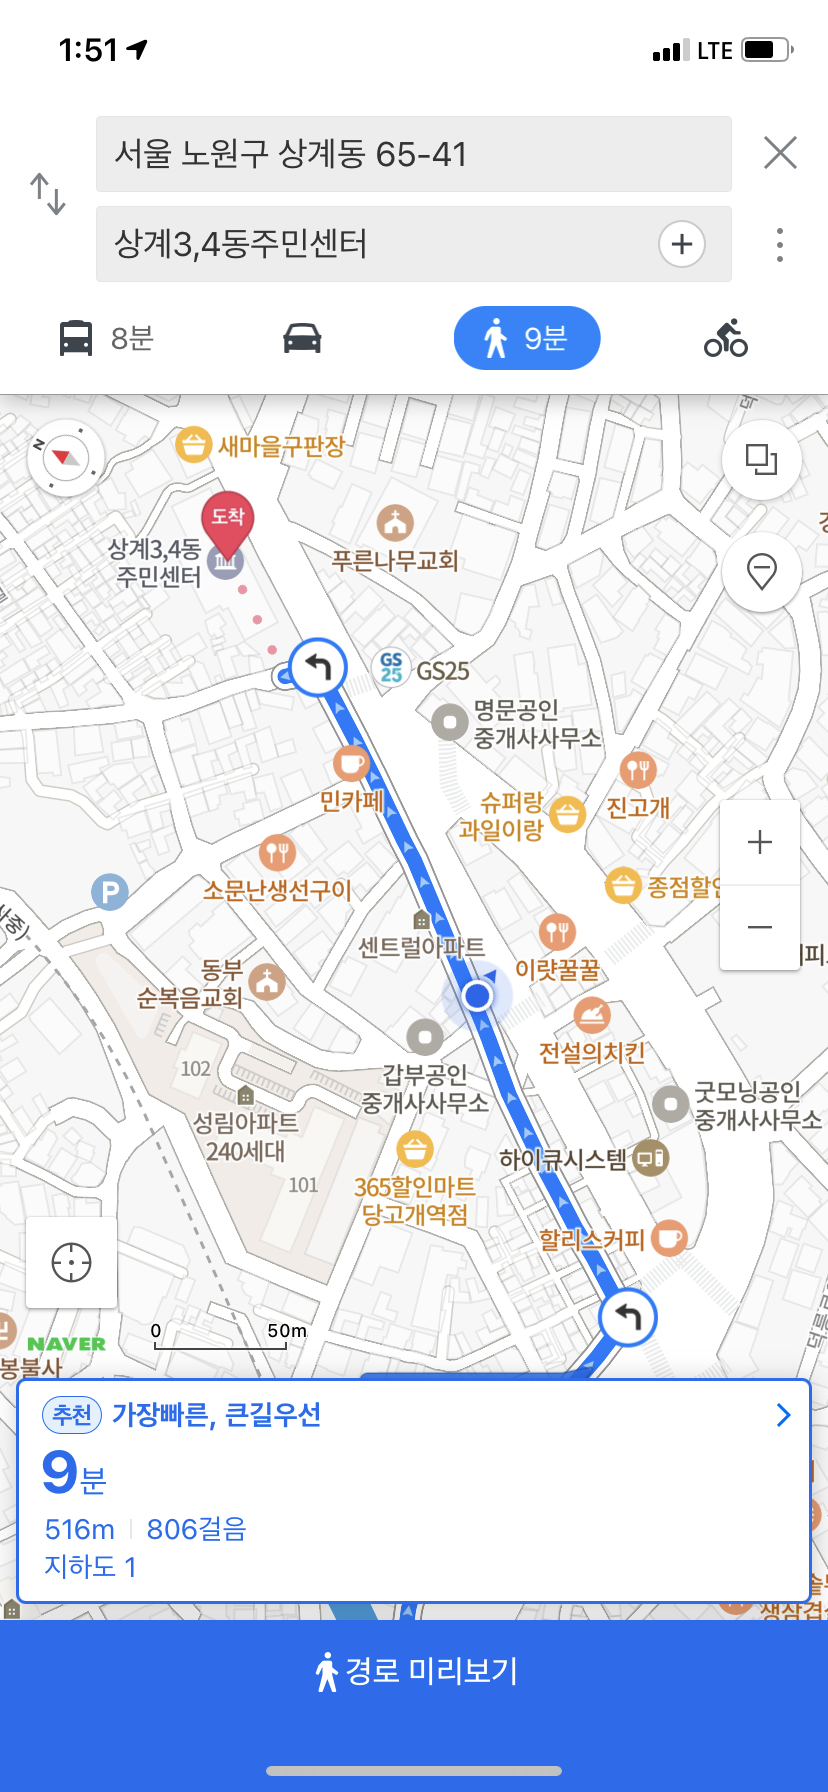 1:51
LTE
서울 노원구 상계동 65-41
상계3,4동주민센터
8분
9분
N
새마을구판장
도착
상계3,4동
주민센터
푸른나무교회
GS
25
GS25
명문공인
중개사사무소
민카페
슈퍼랑
과일이랑
진고개
소문난생선구이
P
종점할인
센트럴아파트
이럇꿀꿀
동부
순복음교회
전설의치킨
102
갑부공인
중개사사무소
굿모닝공인
중개사사무소
성림아파트
240세대
101
하이큐시스템
365할인마트
당고개역점
할리스커피
0
50m
NAVER
봉불사
추천 가장빠른, 큰길우선
9분
516m
806걸음
지하도 1
경로 미리보기